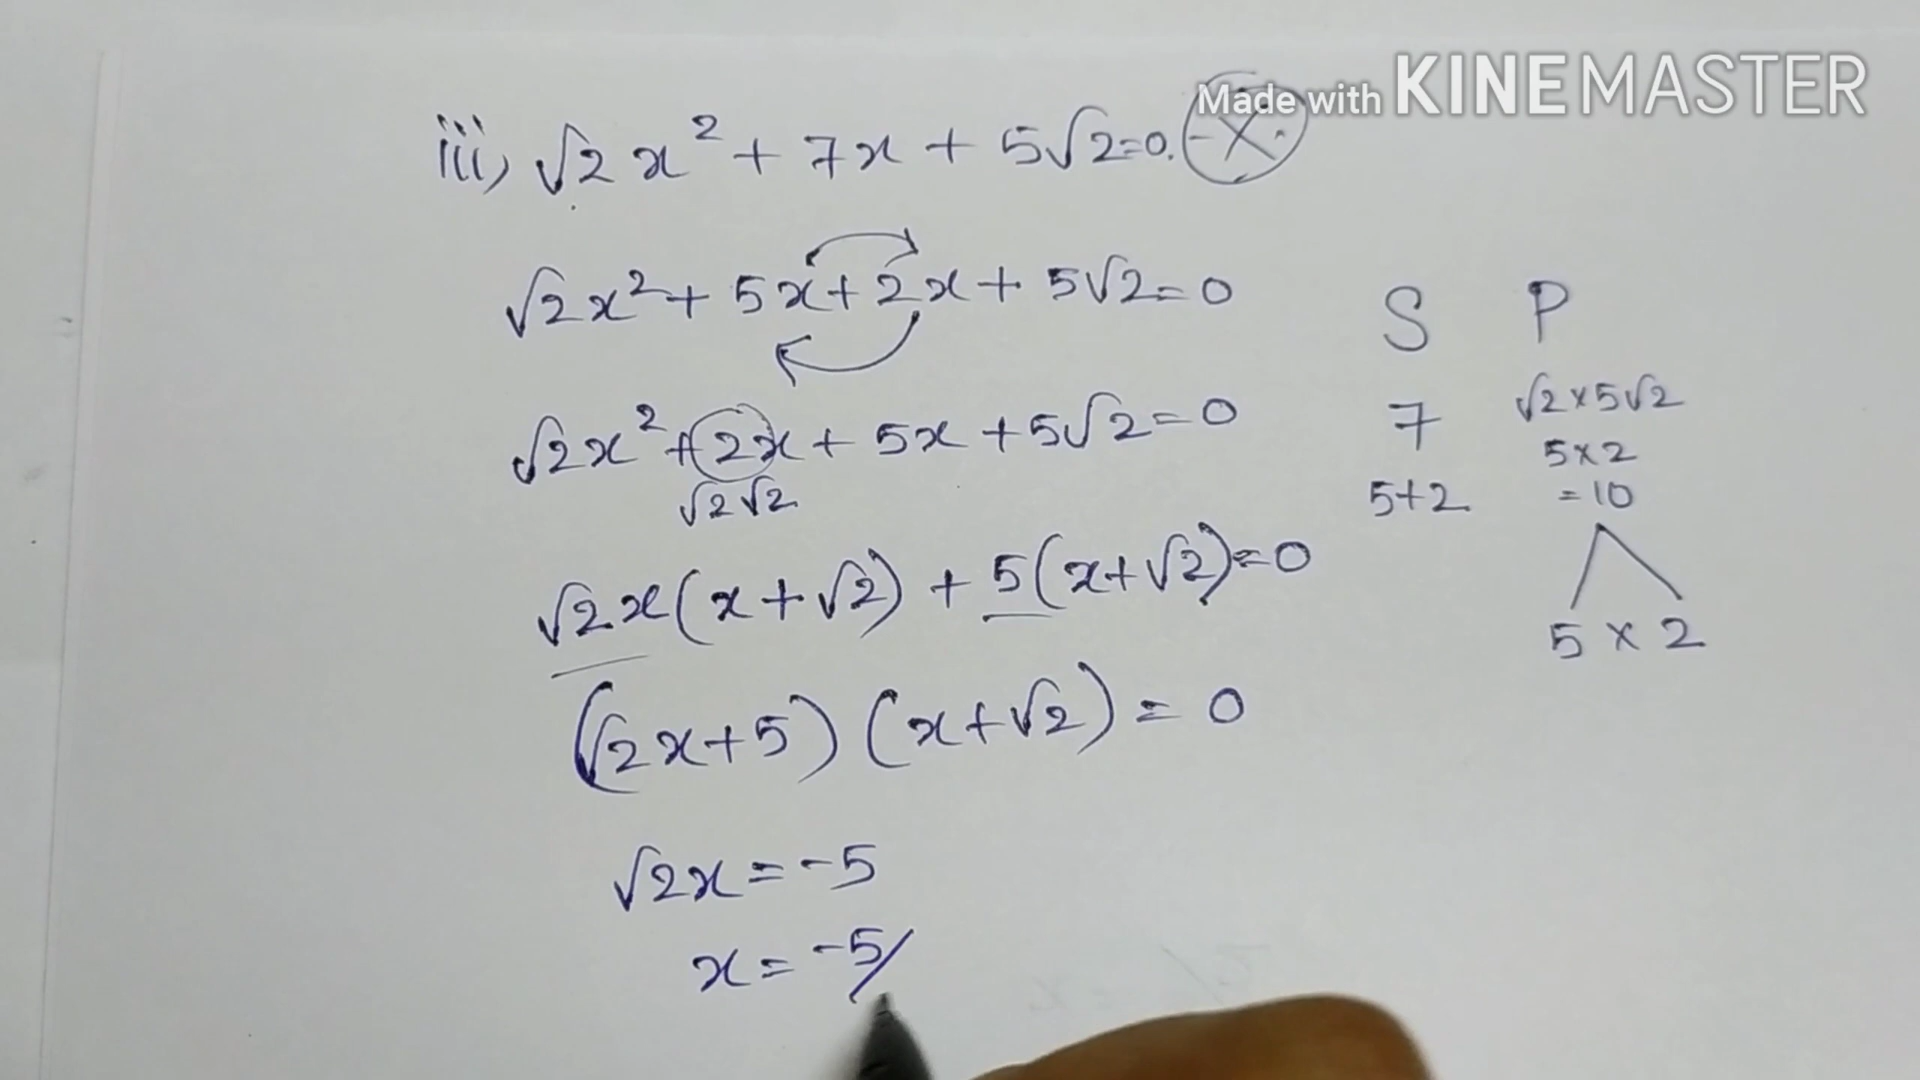 Made with KINEMASTER
iii) √2 x² + 7x + 5√2=0. -X.
√2x² + 5x + 2x + 5√2 = 0
S P
√2x² + 2x + 5x + 5√2 = 0
√2 √2
7 √2 × 5√2
5 × 2
5+2 = 10
√2x(x + √2) + 5(x+√2) = 0
5 × 2
(√2x+5) (x+√2) = 0
√2x = -5
x = -5/